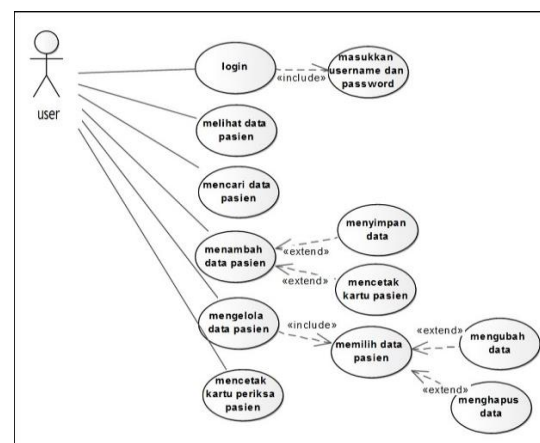 login
«include»
masukkan
username dan
password
user
melihat data
pasien
mencari data
pasien
menambah
data pasien
«extend»
menyimpan
data
«extend»
mencetak
kartu pasien
mengelola
data pasien
«include»
memilih data
pasien
«extend»
mengubah
data
«extend»
menghapus
data
mencetak
kartu periksa
pasien